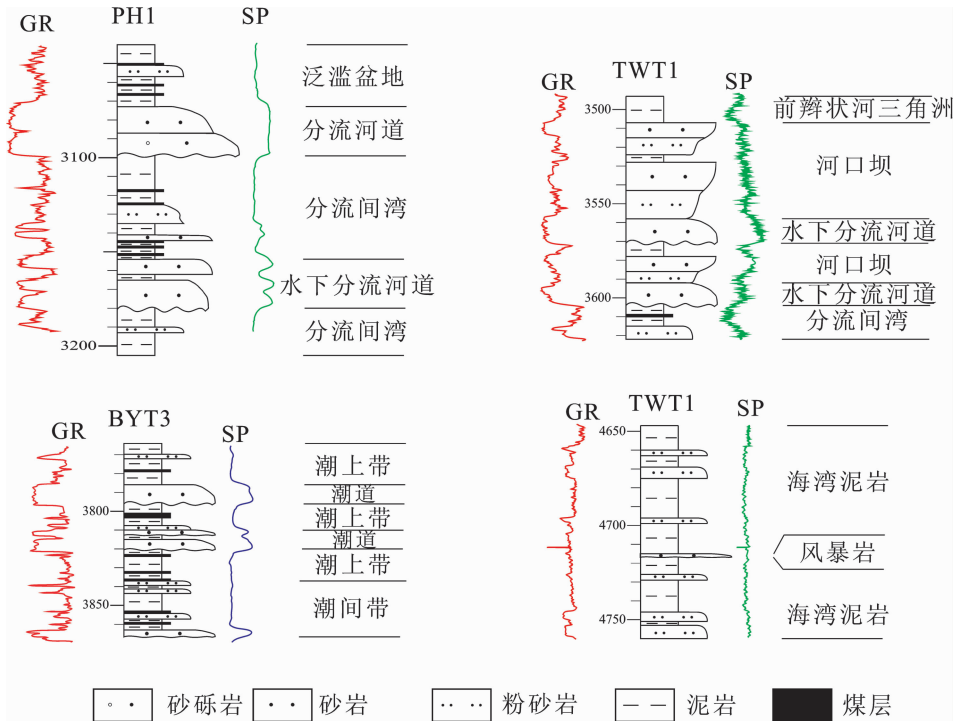 GR PH1 SP
泛滥盆地
分流河道
3100
分流间湾
水下分流河道
分流间湾
3200
GR TWT1 SP
3500
前辫状河三角洲
河口坝
3550
水下分流河道
河口坝
水下分流河道
3600
分流间湾
GR BYT3 SP
潮上带
潮道
3800
潮上带
潮道
潮上带
3850
潮间带
GR TWT1 SP
4650
海湾泥岩
4700
风暴岩
4750
海湾泥岩
砂砾岩 砂岩 粉砂岩 泥岩 煤层